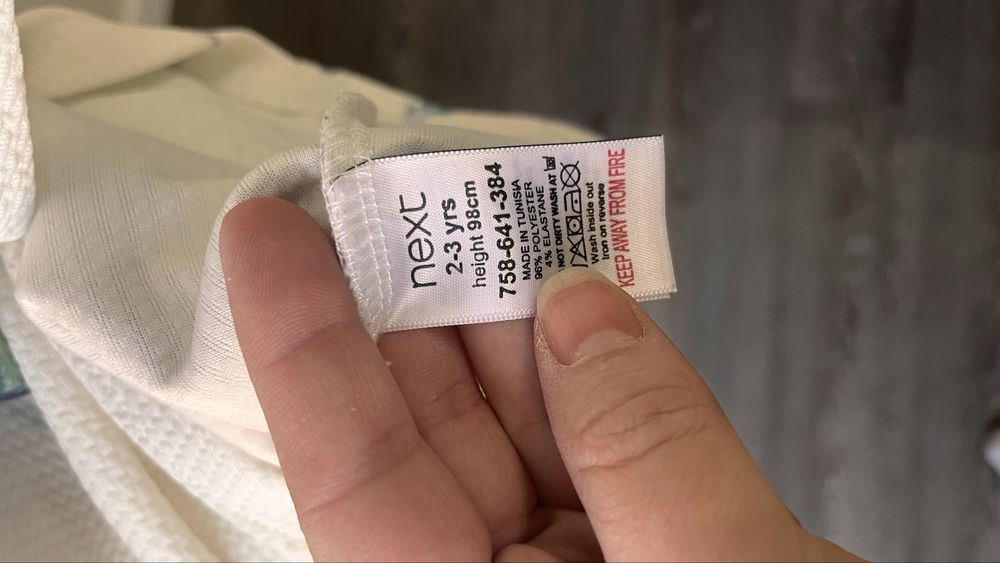 next
2-3 yrs
height 98cm
758-641-384
MADE IN TUNISIA
96% POLYESTER
4% ELASTANE
NOT DIRTY WASH AT
Wash inside out
Iron on reverse
KEEP AWAY FROM FIRE